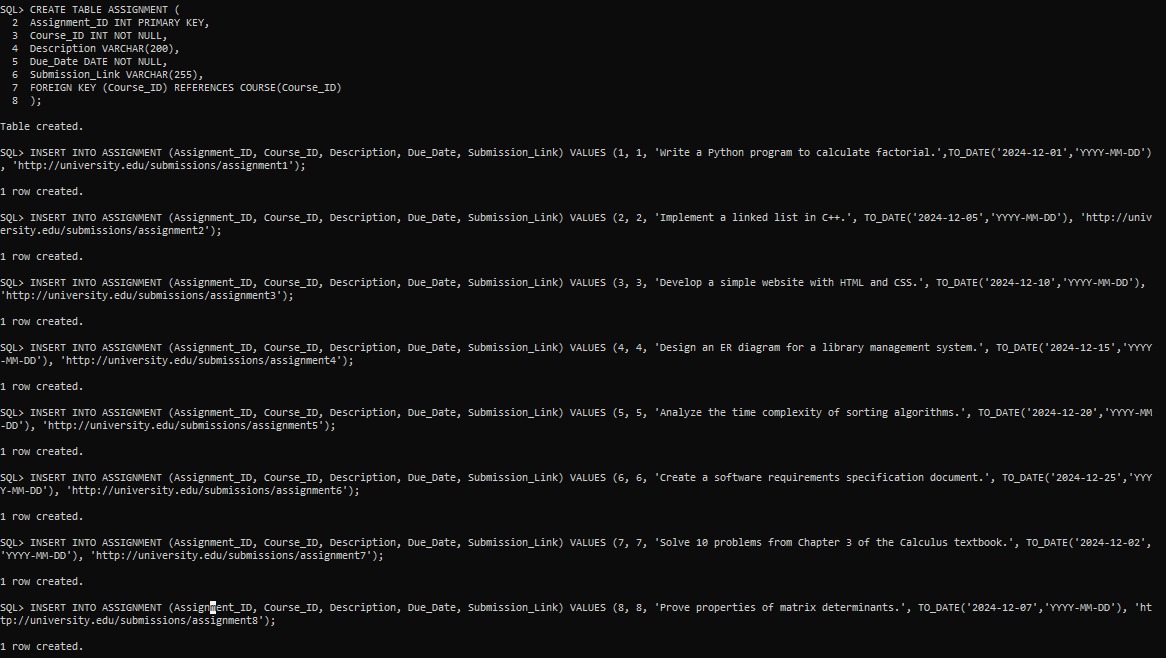 SQL> CREATE TABLE ASSIGNMENT (
  2  Assignment_ID INT PRIMARY KEY,
  3  Course_ID INT NOT NULL,
  4  Description VARCHAR(200),
  5  Due_Date DATE NOT NULL,
  6  Submission_Link VARCHAR(255),
  7  FOREIGN KEY (Course_ID) REFERENCES COURSE(Course_ID)
  8  );
Table created.
SQL> INSERT INTO ASSIGNMENT (Assignment_ID, Course_ID, Description, Due_Date, Submission_Link) VALUES (1, 1, 'Write a Python program to calculate factorial.',TO_DATE('2024-12-01','YYYY-MM-DD')
, 'http://university.edu/submissions/assignment1');
1 row created.
SQL> INSERT INTO ASSIGNMENT (Assignment_ID, Course_ID, Description, Due_Date, Submission_Link) VALUES (2, 2, 'Implement a linked list in C++.', TO_DATE('2024-12-05','YYYY-MM-DD'), 'http://univ
ersity.edu/submissions/assignment2');
1 row created.
SQL> INSERT INTO ASSIGNMENT (Assignment_ID, Course_ID, Description, Due_Date, Submission_Link) VALUES (3, 3, 'Develop a simple website with HTML and CSS.', TO_DATE('2024-12-10','YYYY-MM-DD'),
'http://university.edu/submissions/assignment3');
1 row created.
SQL> INSERT INTO ASSIGNMENT (Assignment_ID, Course_ID, Description, Due_Date, Submission_Link) VALUES (4, 4, 'Design an ER diagram for a library management system.', TO_DATE('2024-12-15','YYYY
-MM-DD'), 'http://university.edu/submissions/assignment4');
1 row created.
SQL> INSERT INTO ASSIGNMENT (Assignment_ID, Course_ID, Description, Due_Date, Submission_Link) VALUES (5, 5, 'Analyze the time complexity of sorting algorithms.', TO_DATE('2024-12-20','YYYY-MM
-DD'), 'http://university.edu/submissions/assignment5');
1 row created.
SQL> INSERT INTO ASSIGNMENT (Assignment_ID, Course_ID, Description, Due_Date, Submission_Link) VALUES (6, 6, 'Create a software requirements specification document.', TO_DATE('2024-12-25','YYY
Y-MM-DD'), 'http://university.edu/submissions/assignment6');
1 row created.
SQL> INSERT INTO ASSIGNMENT (Assignment_ID, Course_ID, Description, Due_Date, Submission_Link) VALUES (7, 7, 'Solve 10 problems from Chapter 3 of the Calculus textbook.', TO_DATE('2024-12-02',
'YYYY-MM-DD'), 'http://university.edu/submissions/assignment7');
1 row created.
SQL> INSERT INTO ASSIGNMENT (Assignment_ID, Course_ID, Description, Due_Date, Submission_Link) VALUES (8, 8, 'Prove properties of matrix determinants.', TO_DATE('2024-12-07','YYYY-MM-DD'), 'ht
tp://university.edu/submissions/assignment8');
1 row created.